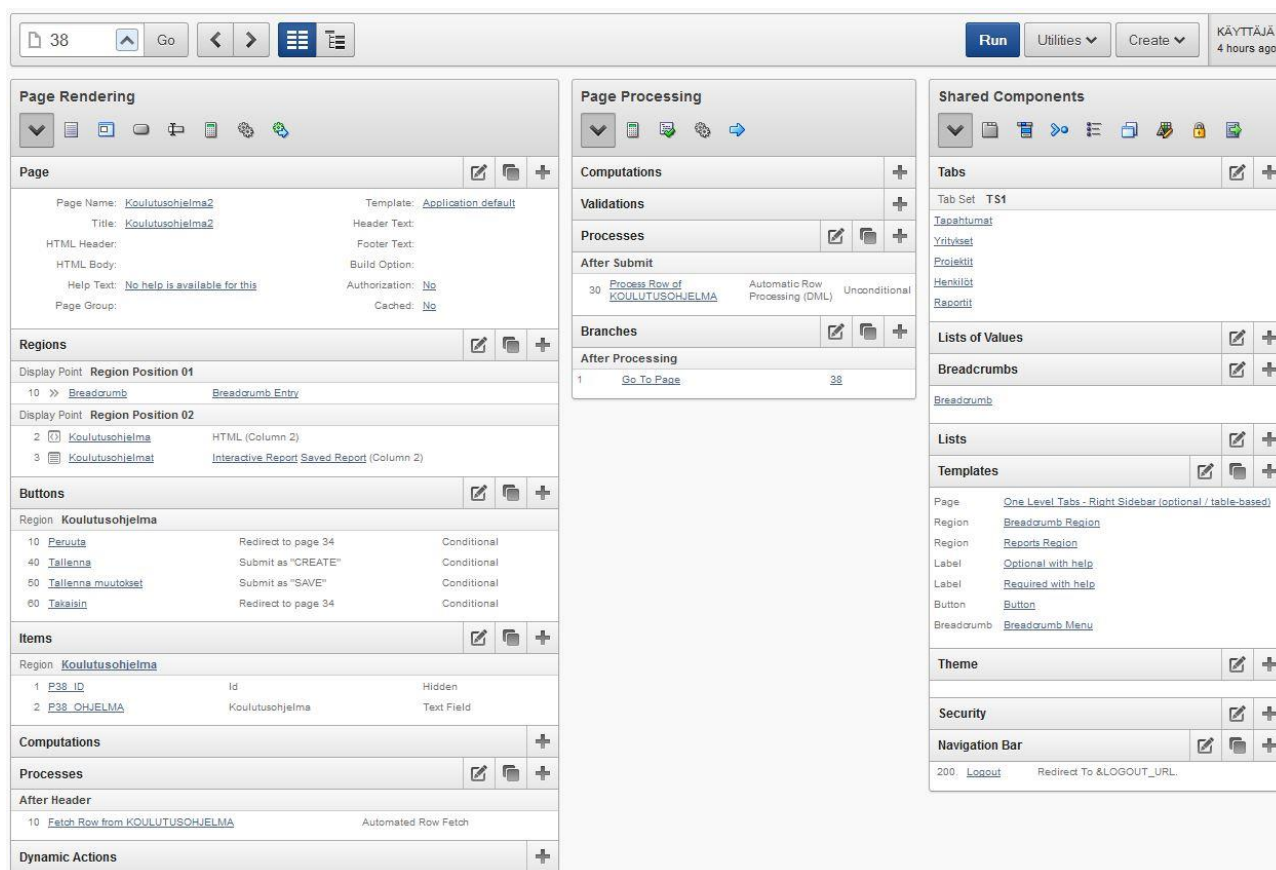 38 Go Run Utilities Create KÄYTTÄJÄ
4 hours ago
Page Rendering
Page
Page Name: Koulutusohjelma2 Template: Application default
Title: Koulutusohjelma2 Header Text:
HTML Header: Footer Text:
HTML Body: Build Option:
Help Text: No help is available for this Authorization: No
Page Group: Cached: No
Regions
Display Point Region Position 01
10 Breadcrumb Breadcrumb Entry
Display Point Region Position 02
2 Koulutusohjelma HTML (Column 2)
3 Koulutusohjelmat Interactive Report Saved Report (Column 2)
Buttons
Region Koulutusohjelma
10 Peruuta Redirect to page 34 Conditional
40 Tallenna Submit as "CREATE" Conditional
50 Tallenna muutokset Submit as "SAVE" Conditional
60 Takaisin Redirect to page 34 Conditional
Items
Region Koulutusohjelma
1 P38_ID Id Hidden
2 P38_OHJELMA Koulutusohjelma Text Field
Computations
Processes
After Header
10 Fetch Row from KOULUTUSOHJELMA Automated Row Fetch
Dynamic Actions
Page Processing
Computations
Validations
Processes
After Submit
30 Process Row of KOULUTUSOHJELMA Automatic Row Processing (DML) Unconditional
Branches
After Processing
1 Go To Page 38
Shared Components
Tabs
Tab Set TS1
Tapahtumat
Yritykset
Projektit
Henkilöt
Raportit
Lists of Values
Breadcrumbs
Breadcrumb
Lists
Templates
Page One Level Tabs - Right Sidebar (optional / table-based)
Region Breadcrumb Region
Region Reports Region
Label Optional with help
Label Required with help
Button Button
Breadcrumb Breadcrumb Menu
Theme
Security
Navigation Bar
200 Logout Redirect To &LOGOUT_URL.